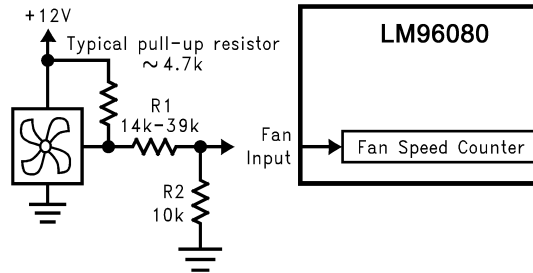 +12V
LM96080
Typical pull-up resistor
~4.7k
R1
14k-39k
Fan
Input
Fan Speed Counter
R2
10k